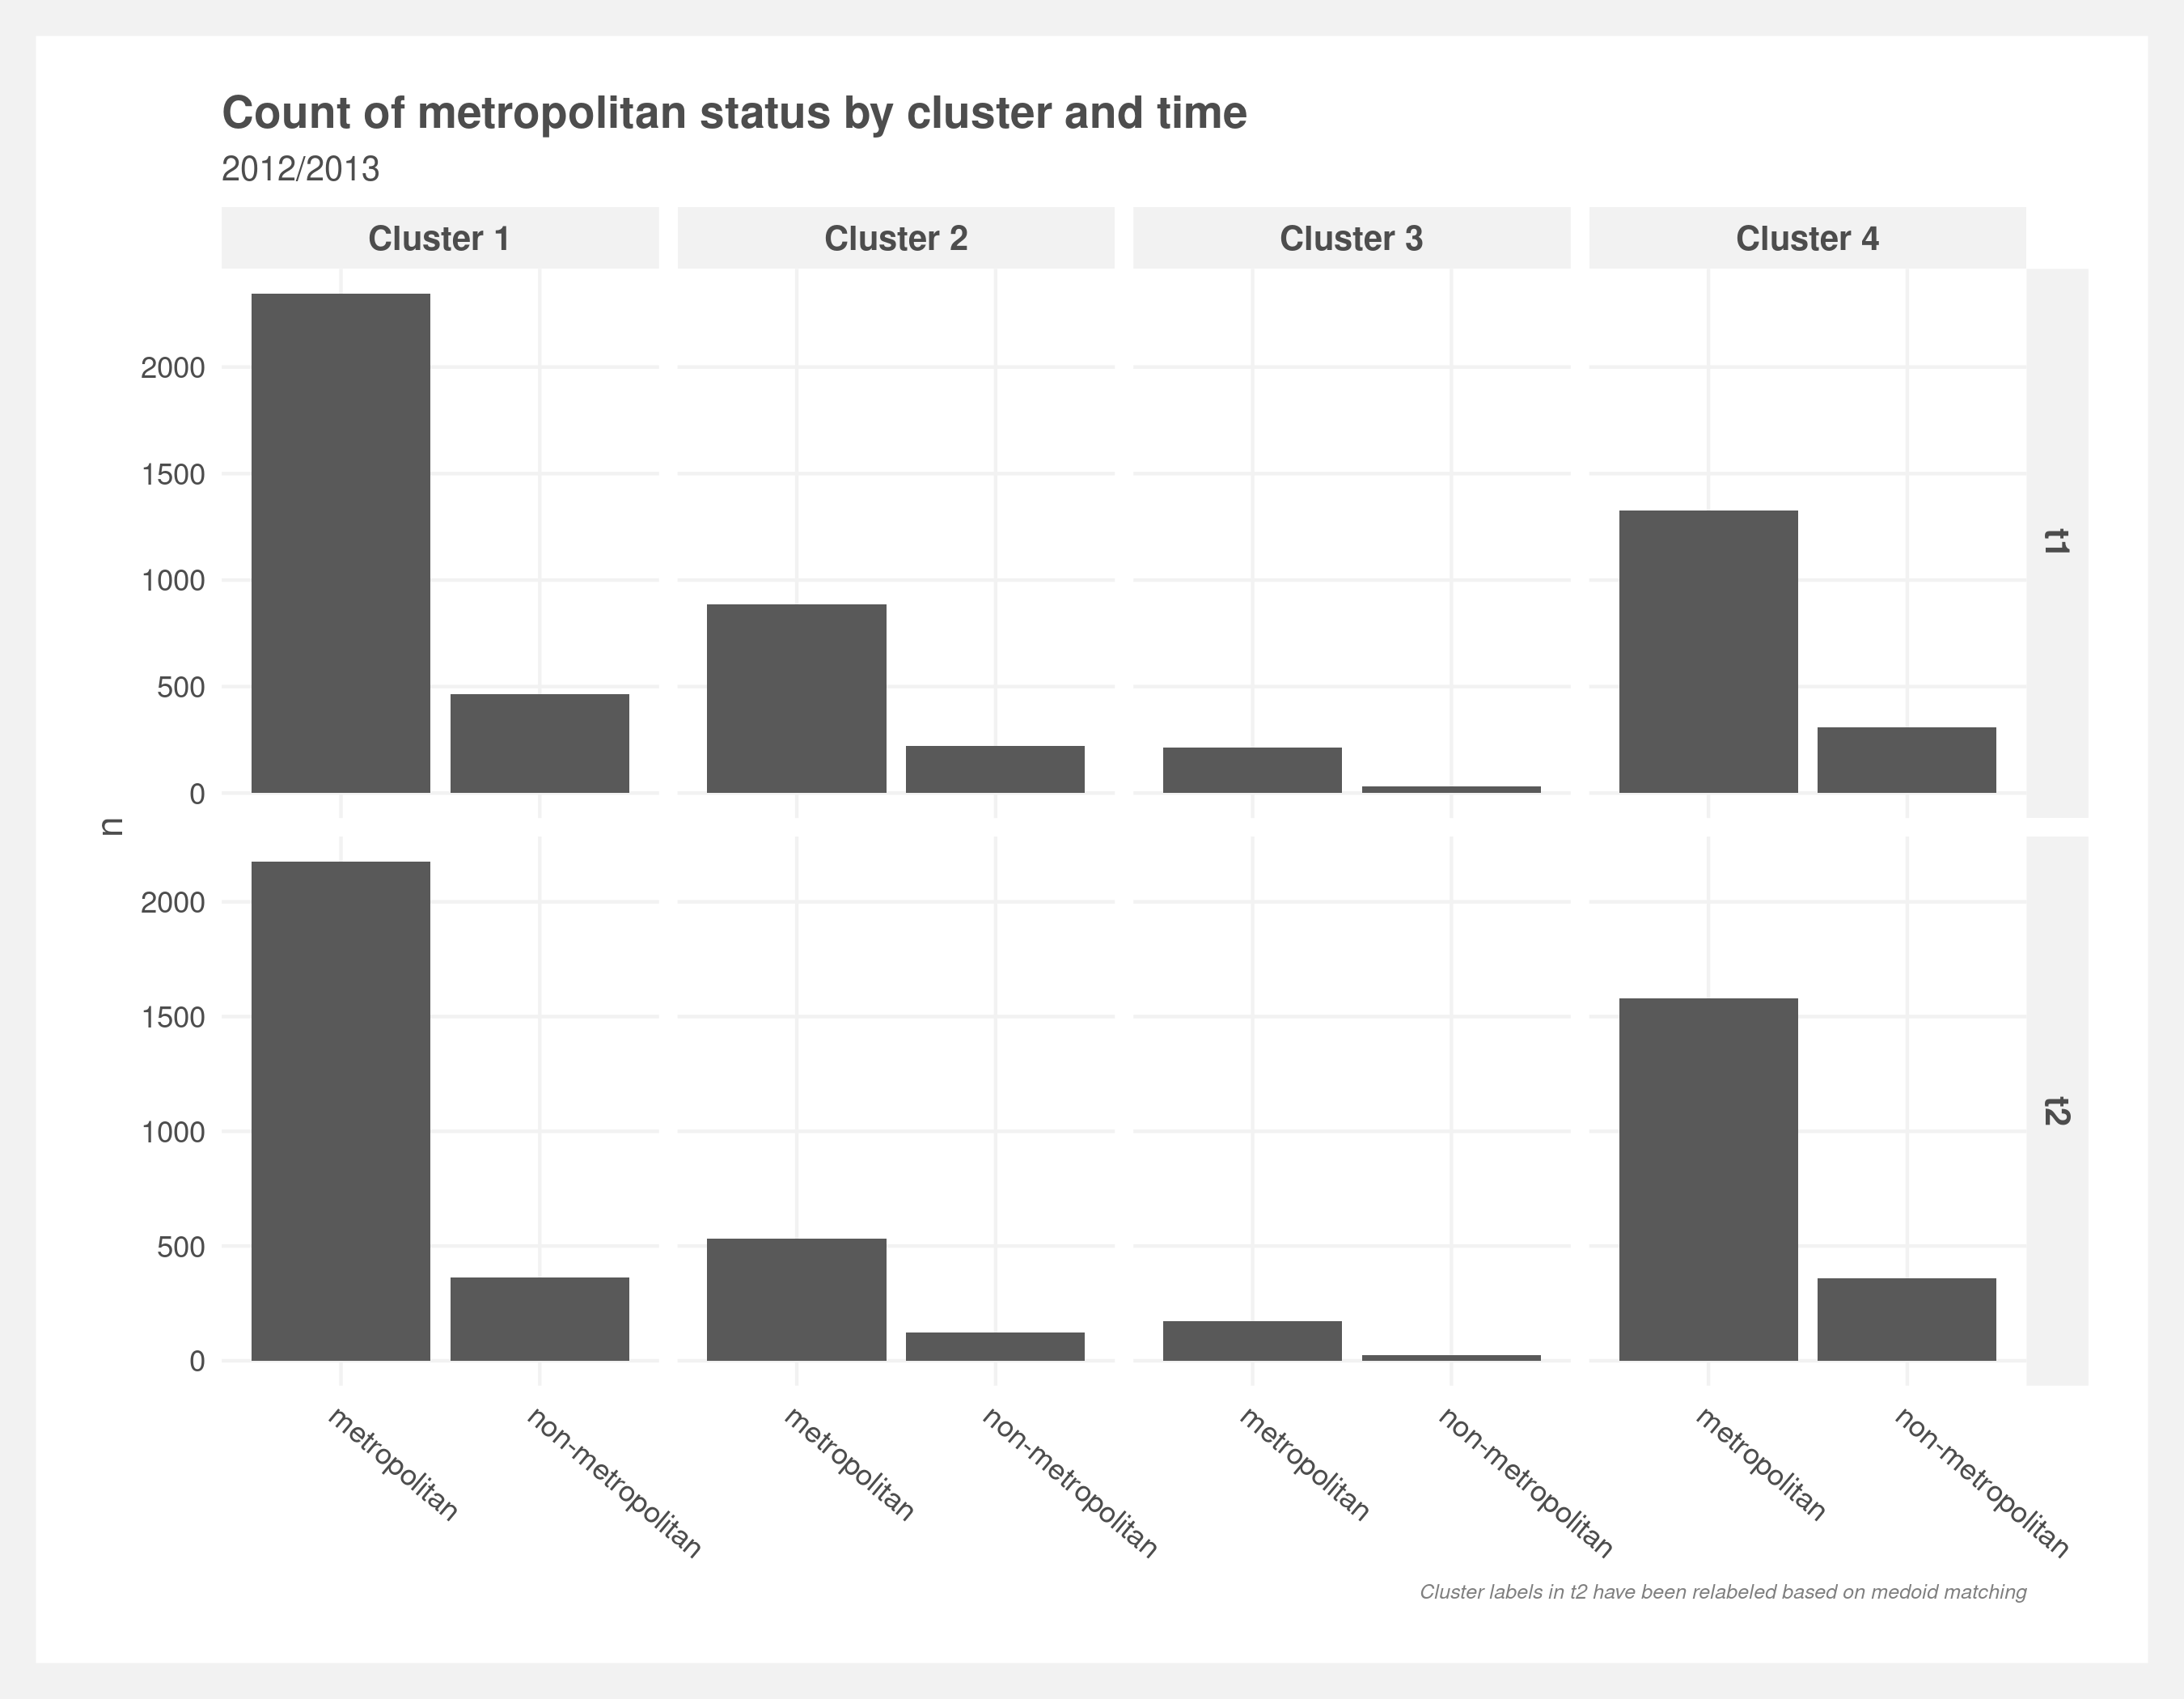 Count of metropolitan status by cluster and time
2012/2013
Cluster 1
Cluster 2
Cluster 3
Cluster 4
2000
1500
1000
500
0
t1
n
2000
1500
1000
500
0
t2
metropolitan
non-metropolitan
metropolitan
non-metropolitan
metropolitan
non-metropolitan
metropolitan
non-metropolitan
Cluster labels in t2 have been relabeled based on medoid matching